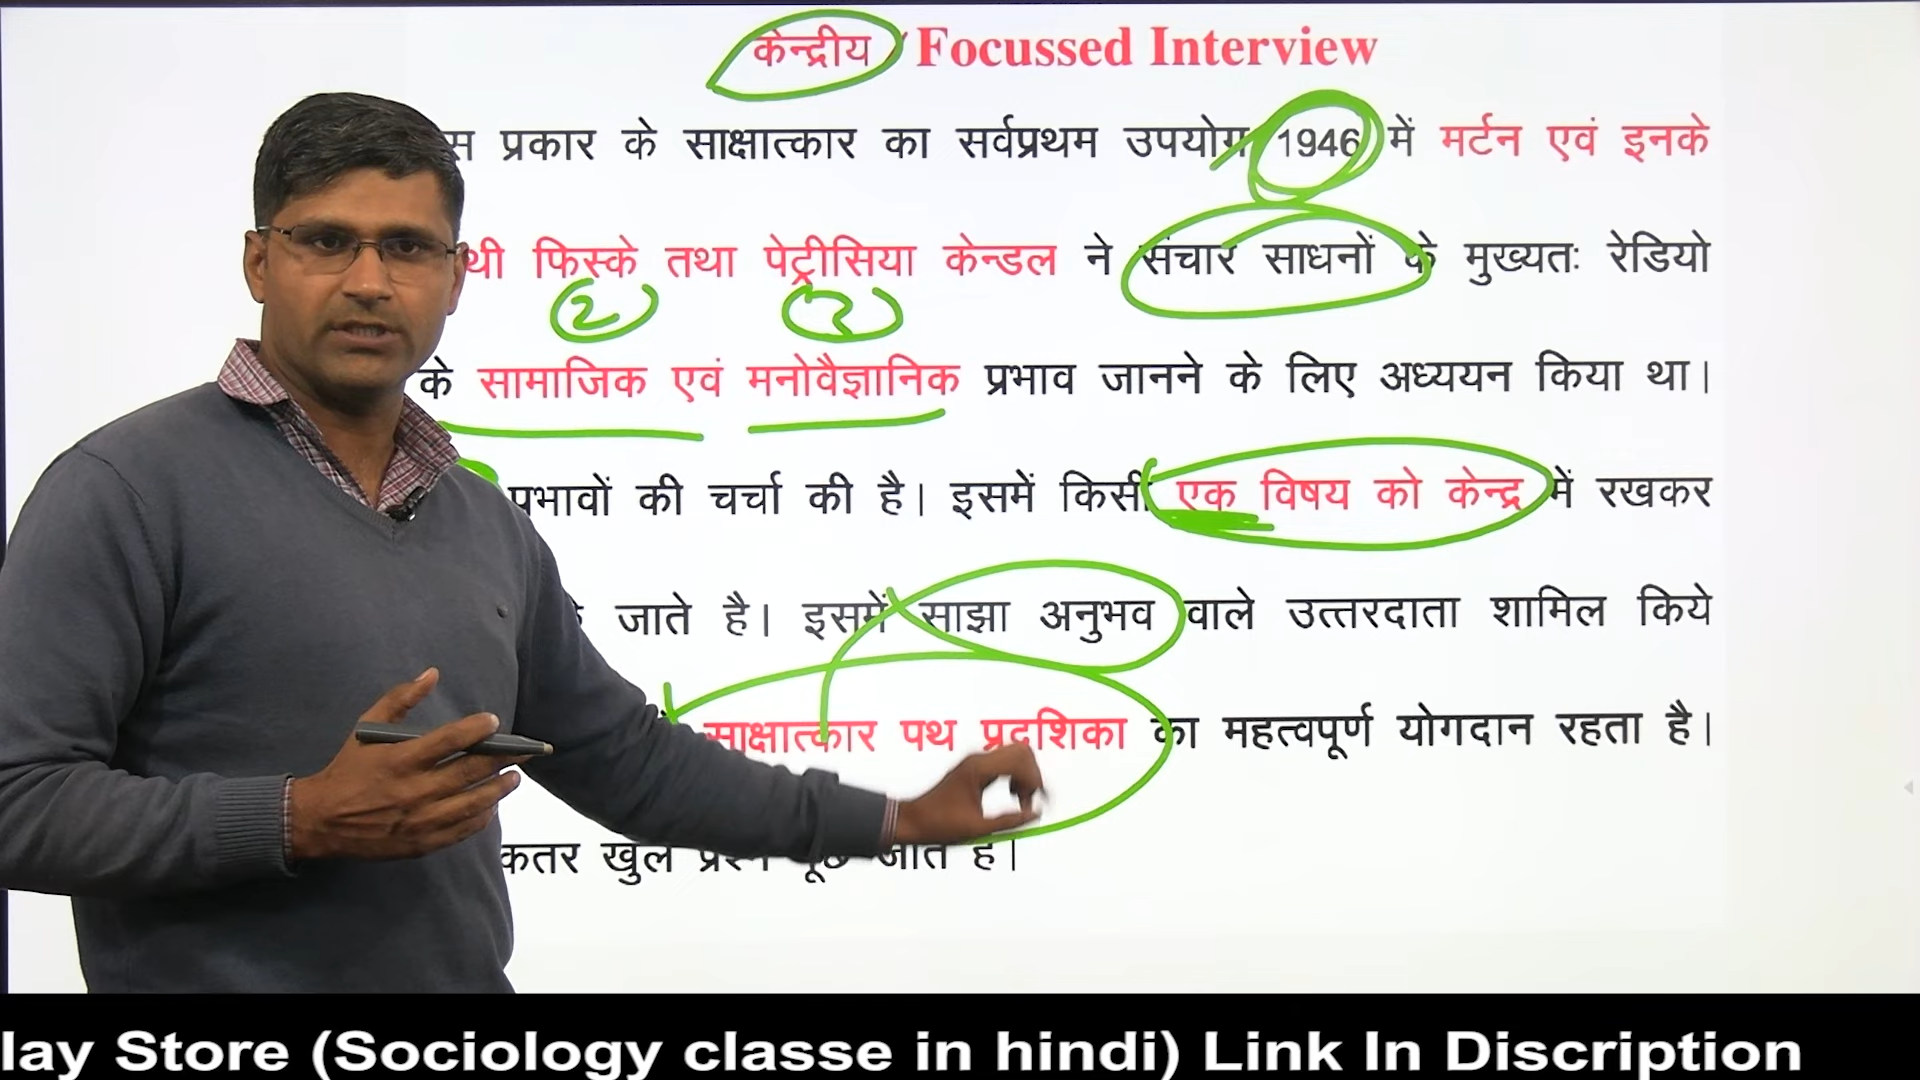 केन्द्रीय / Focussed Interview
प्रकार के साक्षात्कार का सर्वप्रथम उपयोग 1946 में मर्टन एवं इनके
फिस्के तथा पेट्रीसिया केन्डल ने संचार साधनों के मुख्यतः रेडियो
2
के सामाजिक एवं मनोवैज्ञानिक प्रभाव जानने के लिए अध्ययन किया था।
प्रभावों की चर्चा की है। इसमें किसी एक विषय को केन्द्र में रखकर
जाते है। इसमें साझा अनुभव वाले उत्तरदाता शामिल किये
साक्षात्कार पथ प्रदर्शिका का महत्वपूर्ण योगदान रहता है।
खुले प्रश्न पूछे जाते है।
lay Store (Sociology classe in hindi) Link In Discription